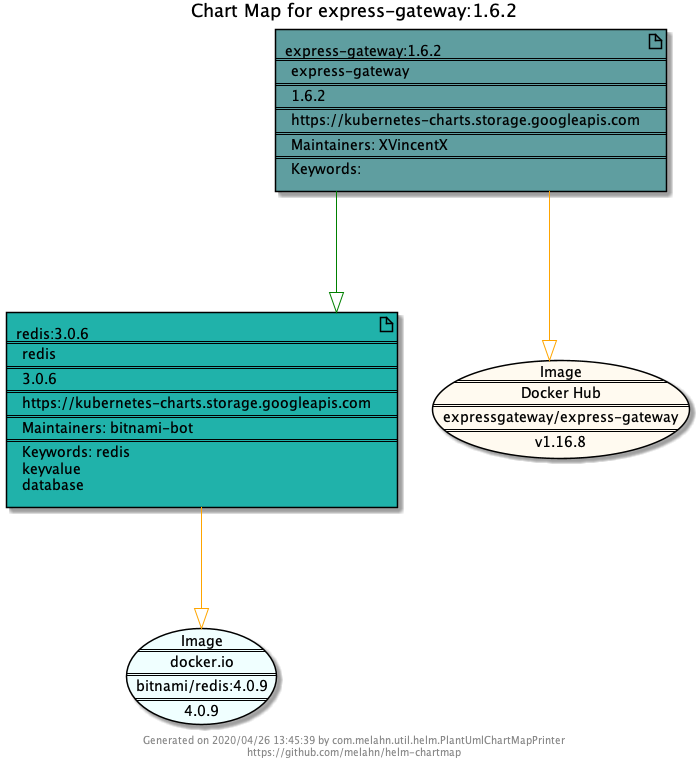 Chart Map for express-gateway:1.6.2
express-gateway:1.6.2
express-gateway
1.6.2
https://kubernetes-charts.storage.googleapis.com
Maintainers: XVincentX
Keywords:
redis:3.0.6
redis
3.0.6
https://kubernetes-charts.storage.googleapis.com
Maintainers: bitnami-bot
Keywords: redis
keyvalue
database
Image
Docker Hub
expressgateway/express-gateway
v1.16.8
Image
docker.io
bitnami/redis:4.0.9
4.0.9
Generated on 2020/04/26 13:45:39 by com.melahn.util.helm.PlantUmlChartMapPrinter
https://github.com/melahn/helm-chartmap